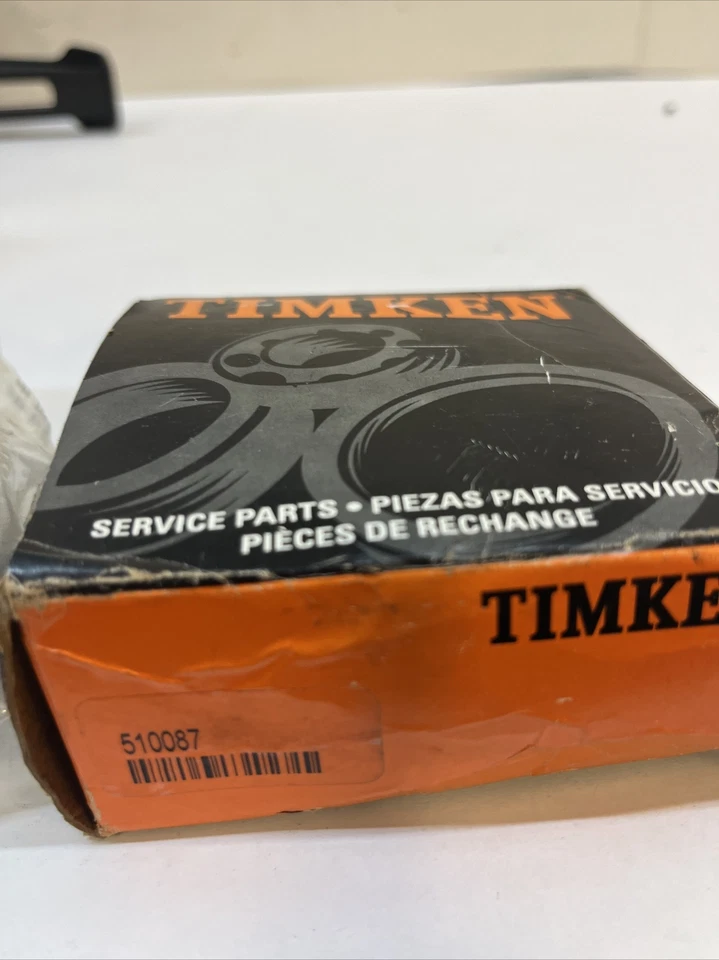 TIMKEN
SERVICE PARTS • PIEZAS PARA SERVICIO
PIÈCES DE RECHANGE
TIMKE
510087